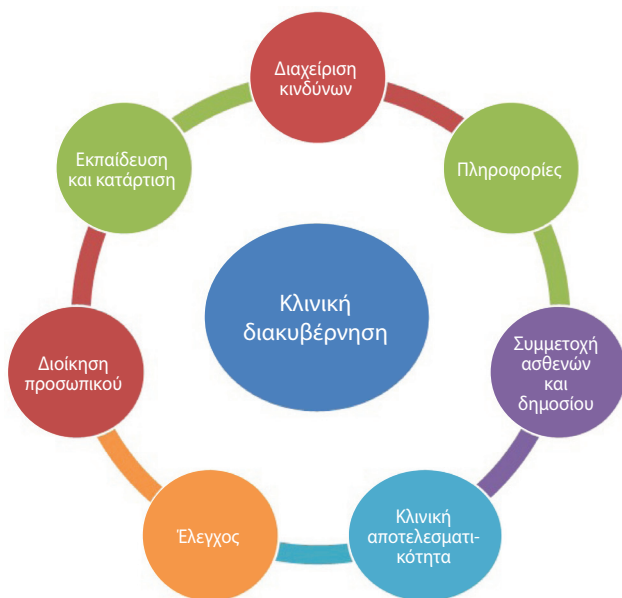 Διαχείριση
κινδύνων
Πληροφορίες
Συμμετοχή
ασθενών
και
δημοσίου
Κλινική
αποτελεσματι-
κότητα
Έλεγχος
Διοίκηση
προσωπικού
Εκπαίδευση
και κατάρτιση
Κλινική
διακυβέρνηση